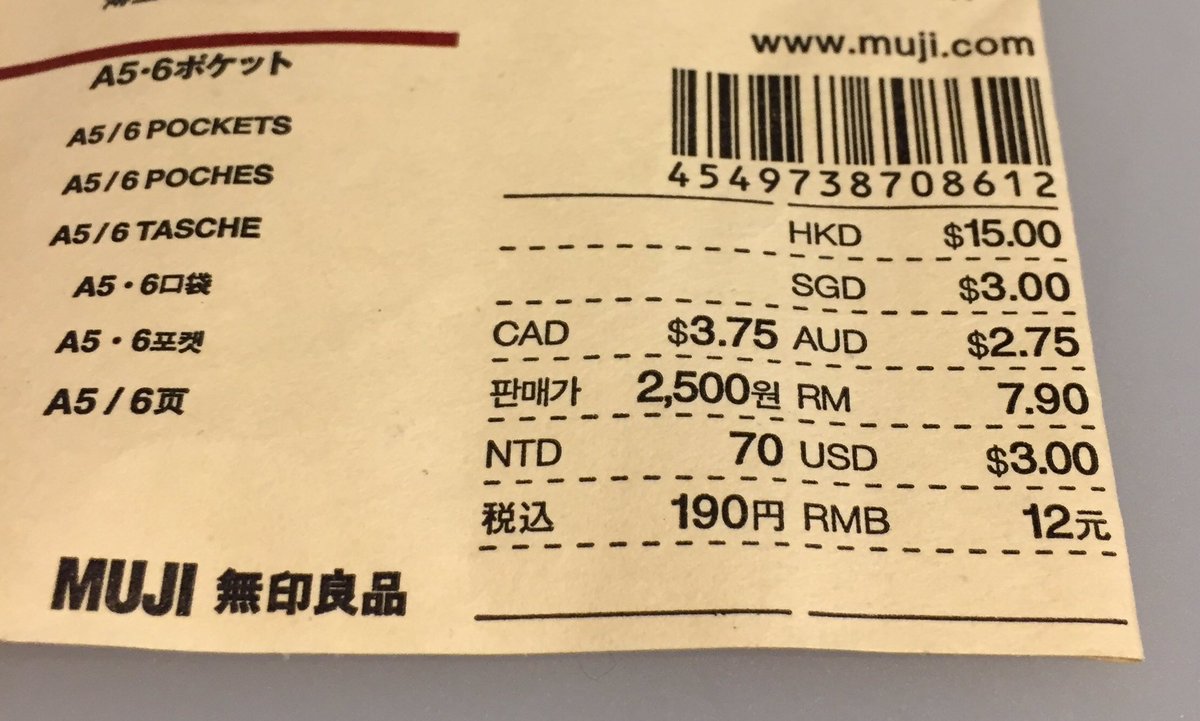 A5・6ポケット
A5 / 6 POCKETS
A5 / 6 POCHES
A5 / 6 TASCHE
A5・6口袋
A5・6포켓
A5 / 6页
MUJI 無印良品
www.muji.com
4549738708612
HKD $15.00
SGD $3.00
CAD $3.75 AUD $2.75
판매가 2,500원 RM 7.90
NTD 70 USD $3.00
税込 190円 RMB 12元